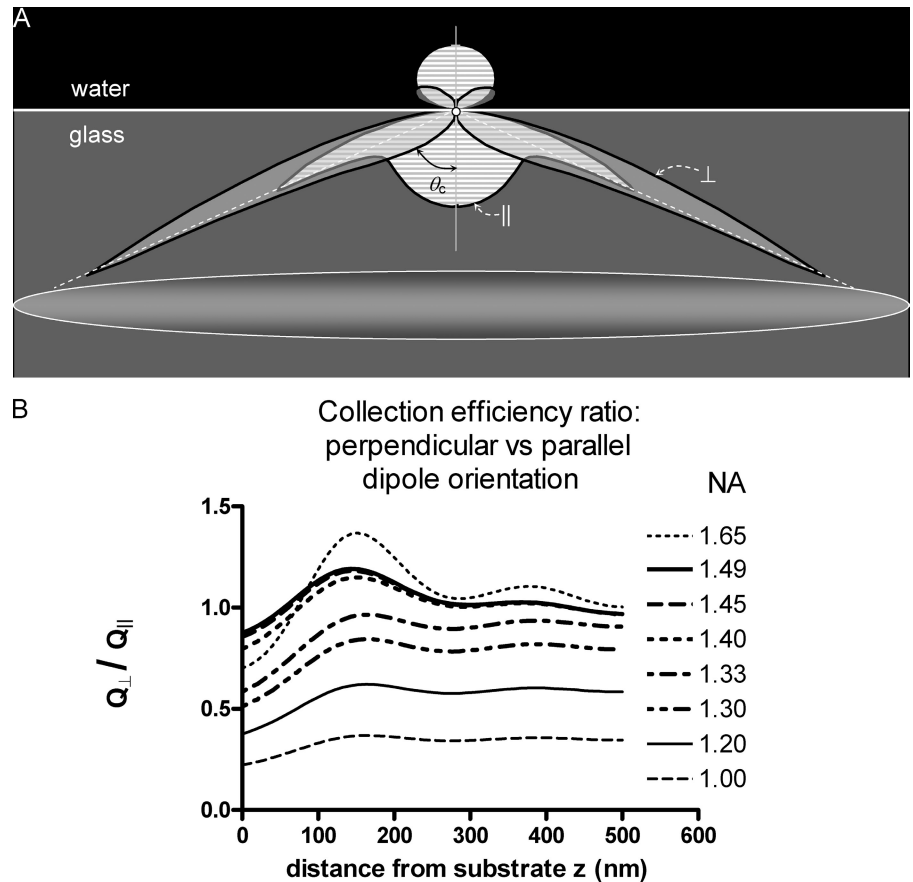 A
water
glass
θc
⊥
||
B
Collection efficiency ratio:
perpendicular vs parallel
dipole orientation
NA
1.5
1.0
0.5
0.0
Q⊥ / Q||
1.65
1.49
1.45
1.40
1.33
1.30
1.20
1.00
0 100 200 300 400 500 600
distance from substrate z (nm)